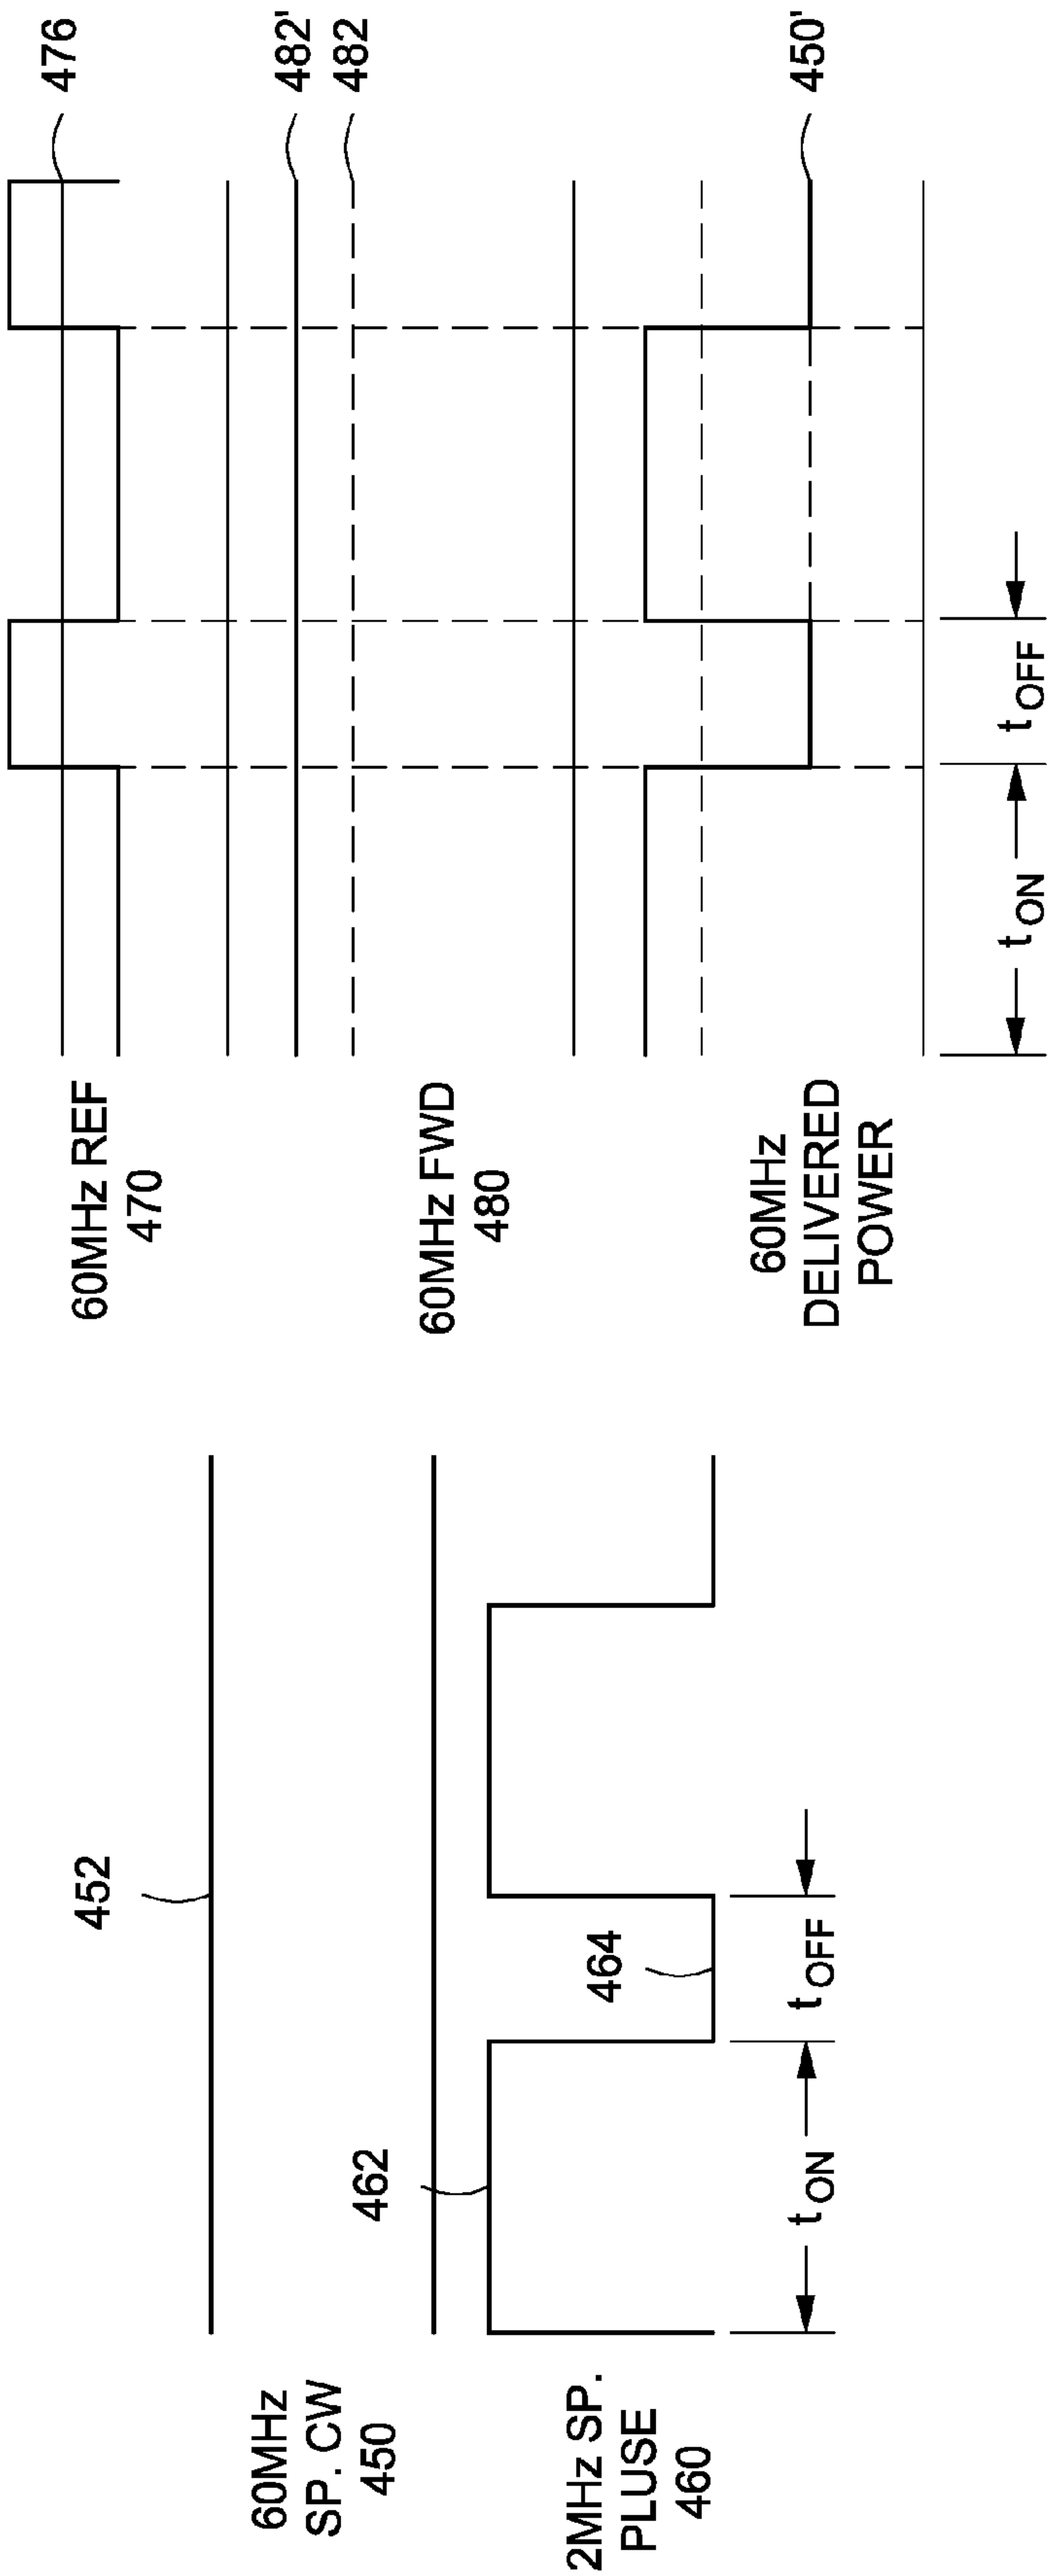 60MHz
SP. CW
450
452
2MHz SP.
PLUSE
460
462
464
tON
tOFF
60MHz REF
470
476
60MHz FWD
480
482'
482
60MHz
DELIVERED
POWER
450'
tON
tOFF